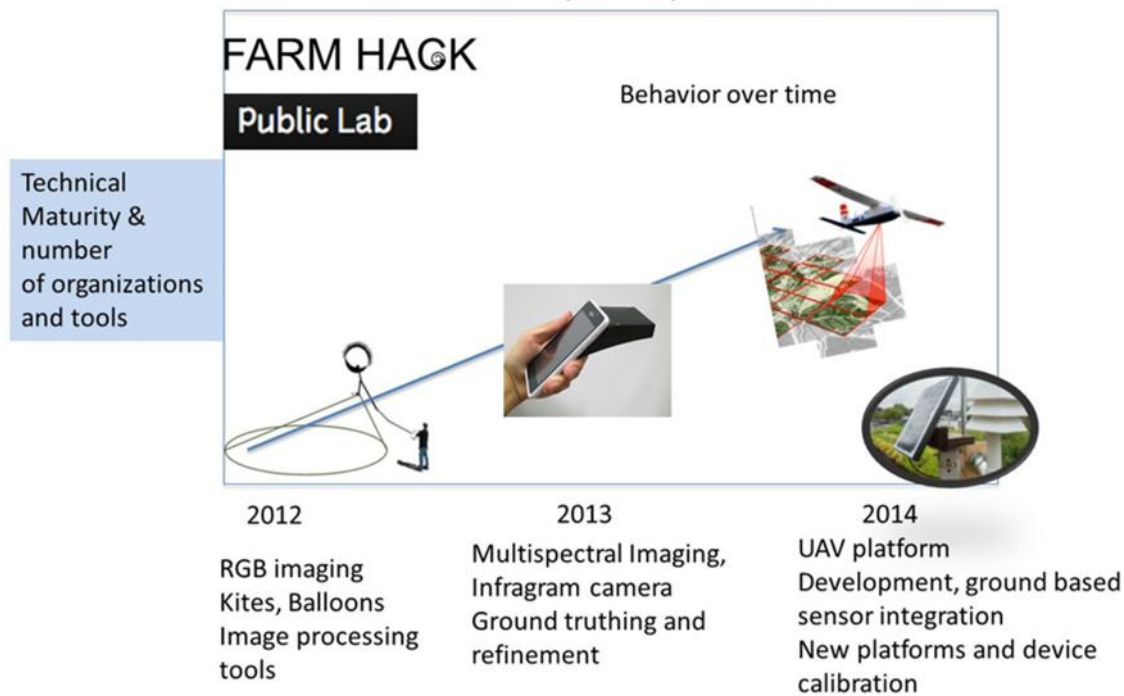 FARM HACK
Public Lab
Behavior over time
Technical
Maturity &
number
of organizations
and tools
2012
RGB imaging
Kites, Balloons
Image processing
tools
2013
Multispectral Imaging,
Infragram camera
Ground truthing and
refinement
2014
UAV platform
Development, ground based
sensor integration
New platforms and device
calibration